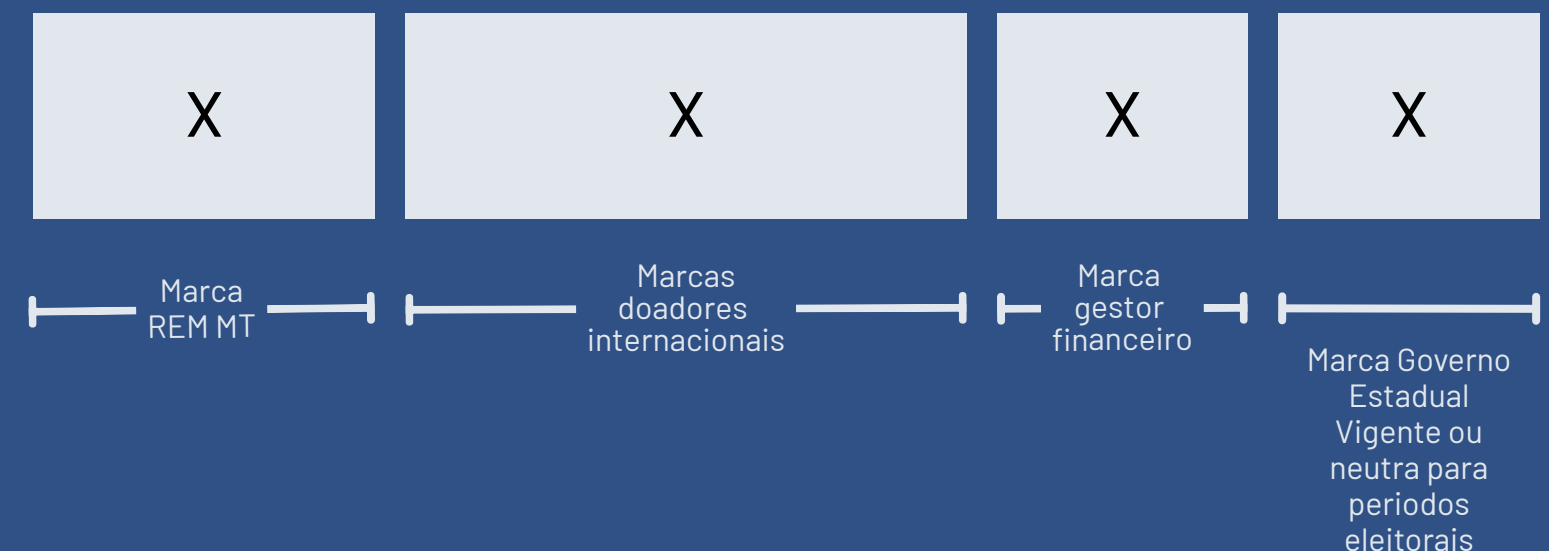 X
X
X
X
Marca
REM MT
Marcas
doadores
internacionais
Marca
gestor
financeiro
Marca Governo
Estadual
Vigente ou
neutra para
periodos
eleitorais